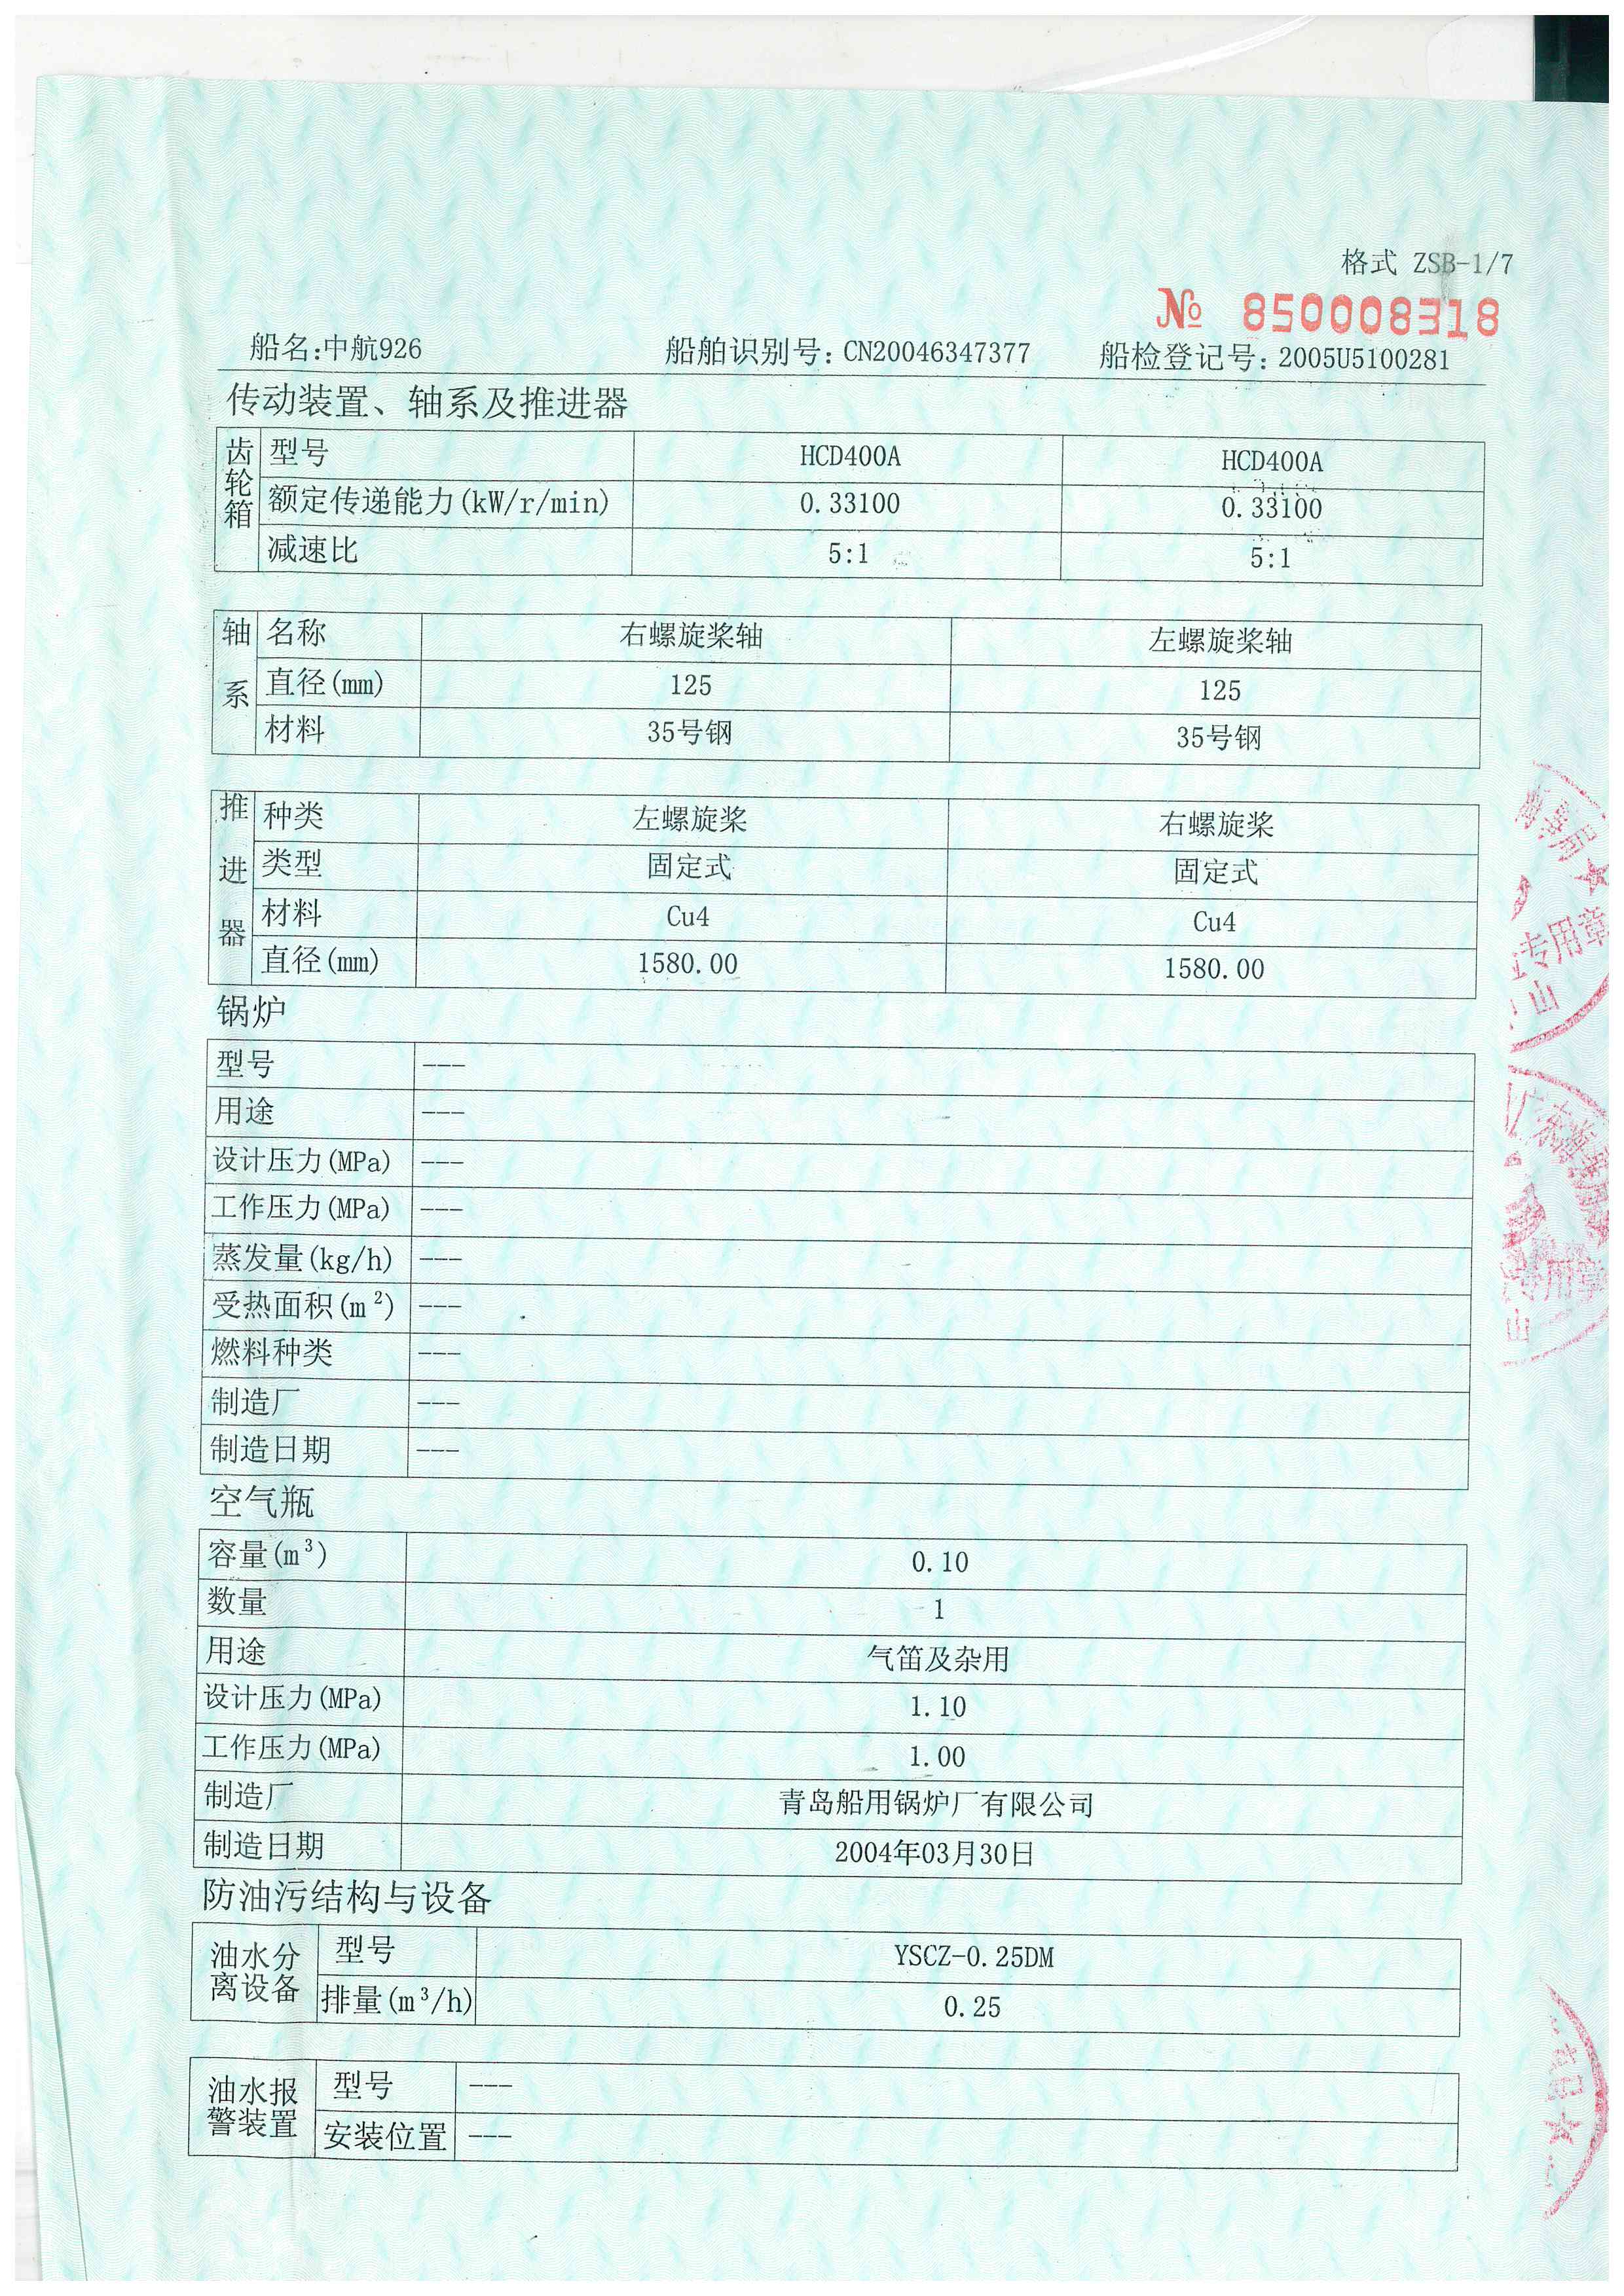 格式 ZSB-1/7
№ 850008318
船名:中航926 船舶识别号: CN20046347377 船检登记号: 2005U5100281
传动装置、轴系及推进器
齿轮箱
型号 HCD400A HCD400A
额定传递能力(kW/r/min) 0.33100 0.33100
减速比 5:1 5:1
轴系
名称 右螺旋桨轴 左螺旋桨轴
直径(mm) 125 125
材料 35号钢 35号钢
推进器
种类 左螺旋桨 右螺旋桨
类型 固定式 固定式
材料 Cu4 Cu4
直径(mm) 1580.00 1580.00
锅炉
型号 ---
用途 ---
设计压力(MPa) ---
工作压力(MPa) ---
蒸发量(kg/h) ---
受热面积(m²) ---
燃料种类 ---
制造厂 ---
制造日期 ---
空气瓶
容量(m³) 0.10
数量 1
用途 气笛及杂用
设计压力(MPa) 1.10
工作压力(MPa) 1.00
制造厂 青岛船用锅炉厂有限公司
制造日期 2004年03月30日
防油污结构与设备
油水分离设备
型号 YSCZ-0.25DM
排量(m³/h) 0.25
油水报警装置
型号 ---
安装位置 ---
专用章
山
专用章
山